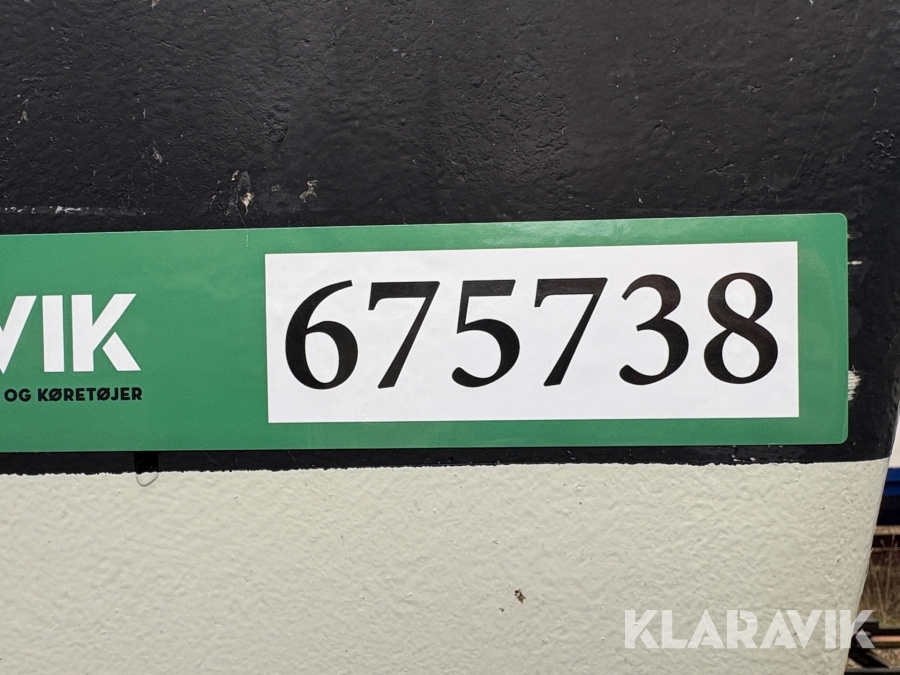 VIK
OG KØRETØJER
675738
KLARAVIK